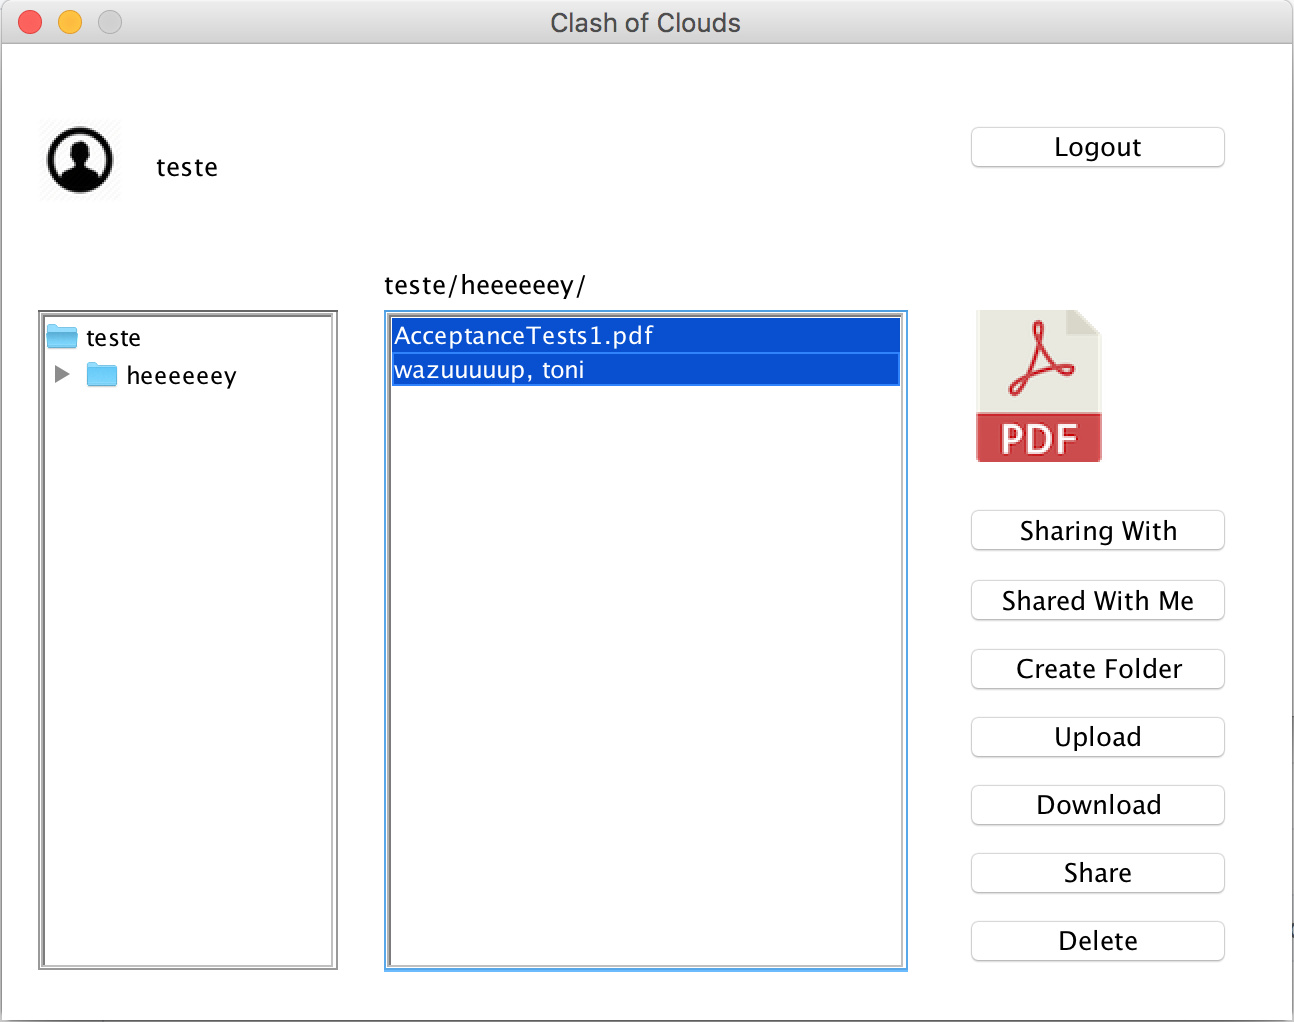 Clash of Clouds
teste
Logout
teste/heeeeeey/
teste
heeeeeey
AcceptanceTests1.pdf
wazuuuuup, toni
PDF
Sharing With
Shared With Me
Create Folder
Upload
Download
Share
Delete